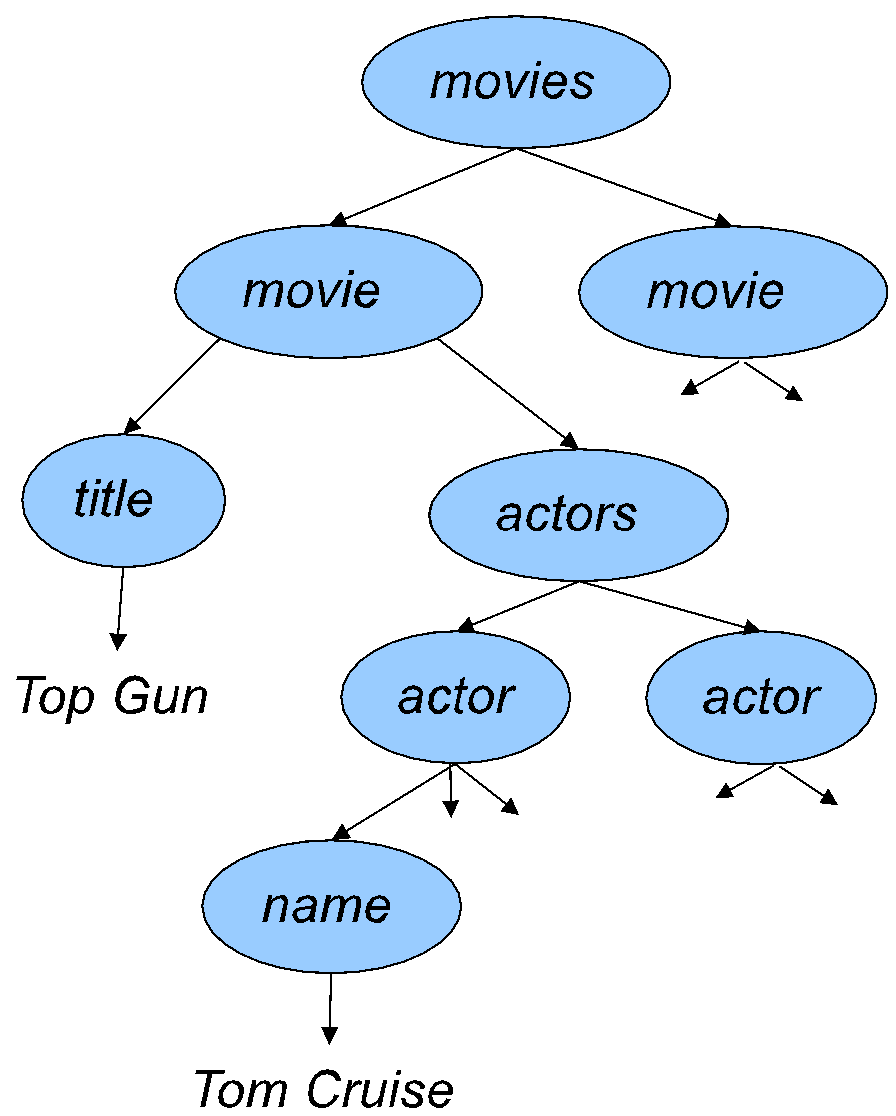 movies
movie
movie
title
actors
Top Gun
actor
actor
name
Tom Cruise